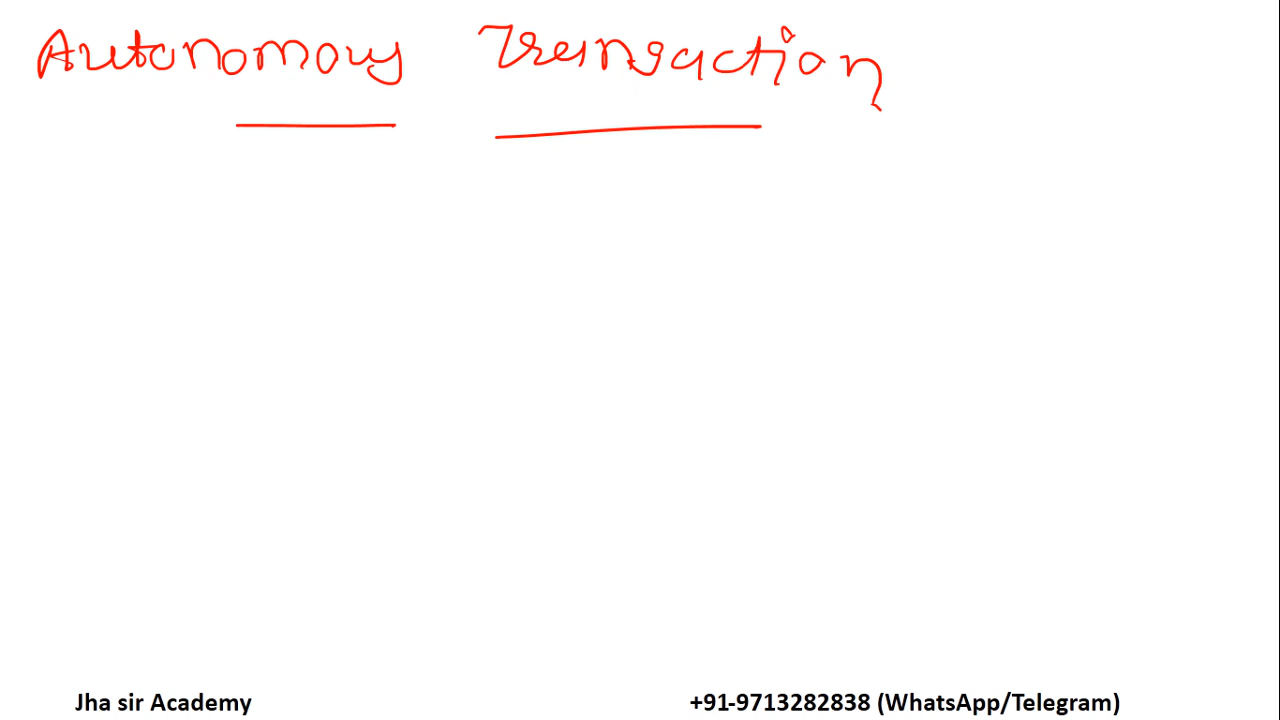 Autonomous Transaction
Jha sir Academy
+91-9713282838 (WhatsApp/Telegram)